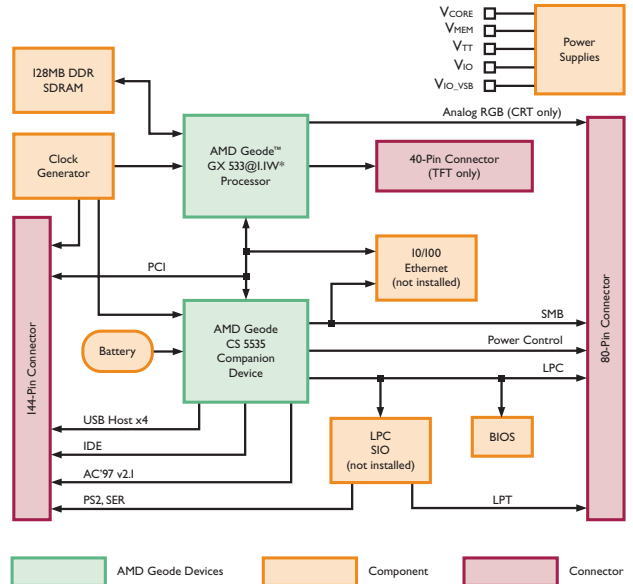 VCORE
VMEM
VTT
VIO
VIO_VSB
Power
Supplies
128MB DDR
SDRAM
Analog RGB (CRT only)
AMD Geode™
GX 533@1.1W*
Processor
Clock
Generator
40-Pin Connector
(TFT only)
10/100
Ethernet
(not installed)
PCI
SMB
AMD Geode
CS 5535
Companion
Device
Power Control
Battery
LPC
144-Pin Connector
80-Pin Connector
USB Host x4
LPC
SIO
(not installed)
BIOS
IDE
AC'97 v2.1
PS2, SER
LPT
AMD Geode Devices
Component
Connector